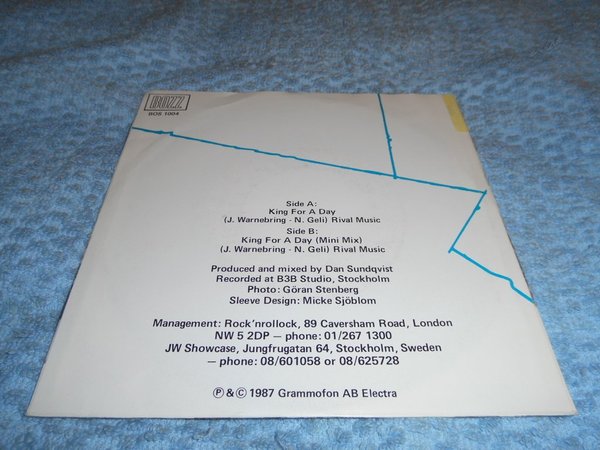 BOZZ
BOS 1004
Side A:
King For A Day
(J. Warnebring - N. Geli) Rival Music
Side B:
King For A Day (Mini Mix)
(J. Warnebring - N. Geli) Rival Music
Produced and mixed by Dan Sundqvist
Recorded at B3B Studio, Stockholm
Photo: Göran Stenberg
Sleeve Design: Micke Sjöblom
Management: Rock'nrollock, 89 Caversham Road, London
NW 5 2DP – phone: 01/267 1300
JW Showcase, Jungfrugatan 64, Stockholm, Sweden
– phone: 08/601058 or 08/625728
Ⓟ & © 1987 Grammofon AB Electra